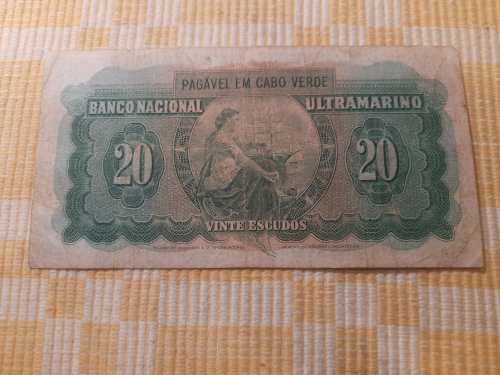 PAGÁVEL EM CABO VERDE
BANCO NACIONAL ULTRAMARINO
20 20
VINTE ESCUDOS